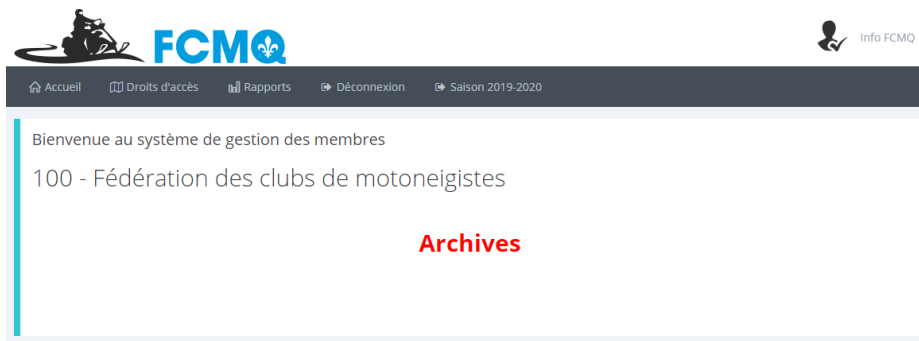 FCMQ
Info FCMQ
Accueil Droits d'accès Rapports Déconnexion Saison 2019-2020
Bienvenue au système de gestion des membres
100 - Fédération des clubs de motoneigistes
Archives